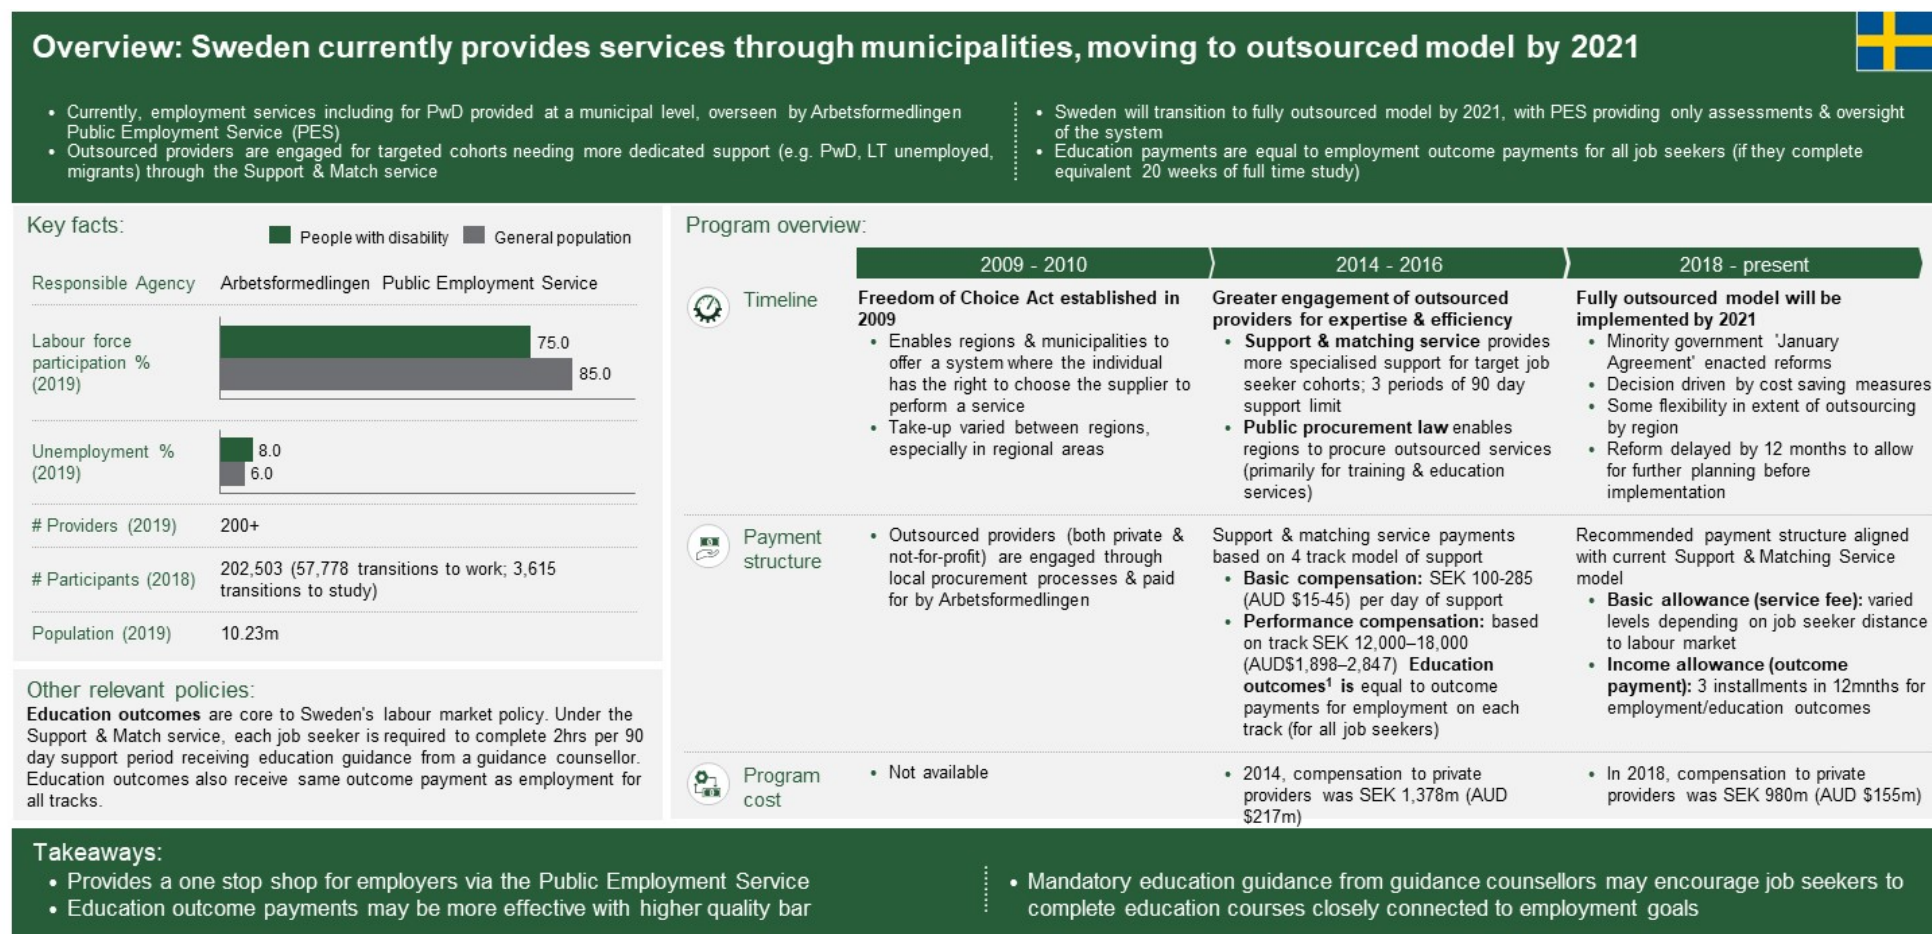 Overview: Sweden currently provides services through municipalities, moving to outsourced model by 2021
• Currently, employment services including for PwD provided at a municipal level, overseen by Arbetsformedlingen
Public Employment Service (PES)
• Outsourced providers are engaged for targeted cohorts needing more dedicated support (e.g. PwD, LT unemployed,
migrants) through the Support & Match service
• Sweden will transition to fully outsourced model by 2021, with PES providing only assessments & oversight
of the system
• Education payments are equal to employment outcome payments for all job seekers (if they complete
equivalent 20 weeks of full time study)
Key facts:
People with disability
General population
Responsible Agency
Arbetsformedlingen Public Employment Service
Labour force
participation %
(2019)
75.0
85.0
Unemployment %
(2019)
8.0
6.0
# Providers (2019)
200+
# Participants (2018)
202,503 (57,778 transitions to work; 3,615
transitions to study)
Population (2019)
10.23m
Other relevant policies:
Education outcomes are core to Sweden's labour market policy. Under the
Support & Match service, each job seeker is required to complete 2hrs per 90
day support period receiving education guidance from a guidance counsellor.
Education outcomes also receive same outcome payment as employment for
all tracks.
Program overview:
2009 - 2010
2014 - 2016
2018 - present
Timeline
Freedom of Choice Act established in
2009
• Enables regions & municipalities to
offer a system where the individual
has the right to choose the supplier to
perform a service
• Take-up varied between regions,
especially in regional areas
Greater engagement of outsourced
providers for expertise & efficiency
• Support & matching service provides
more specialised support for target job
seeker cohorts; 3 periods of 90 day
support limit
• Public procurement law enables
regions to procure outsourced services
(primarily for training & education
services)
Fully outsourced model will be
implemented by 2021
• Minority government 'January
Agreement' enacted reforms
• Decision driven by cost saving measures
• Some flexibility in extent of outsourcing
by region
• Reform delayed by 12 months to allow
for further planning before
implementation
Payment
structure
• Outsourced providers (both private &
not-for-profit) are engaged through
local procurement processes & paid
for by Arbetsformedlingen
Support & matching service payments
based on 4 track model of support
• Basic compensation: SEK 100-285
(AUD $15-45) per day of support
• Performance compensation: based
on track SEK 12,000–18,000
(AUD$1,898–2,847) Education
outcomes¹ is equal to outcome
payments for employment on each
track (for all job seekers)
Recommended payment structure aligned
with current Support & Matching Service
model
• Basic allowance (service fee): varied
levels depending on job seeker distance
to labour market
• Income allowance (outcome
payment): 3 installments in 12mnths for
employment/education outcomes
Program
cost
• Not available
• 2014, compensation to private
providers was SEK 1,378m (AUD
$217m)
• In 2018, compensation to private
providers was SEK 980m (AUD $155m)
Takeaways:
• Provides a one stop shop for employers via the Public Employment Service
• Education outcome payments may be more effective with higher quality bar
• Mandatory education guidance from guidance counsellors may encourage job seekers to
complete education courses closely connected to employment goals